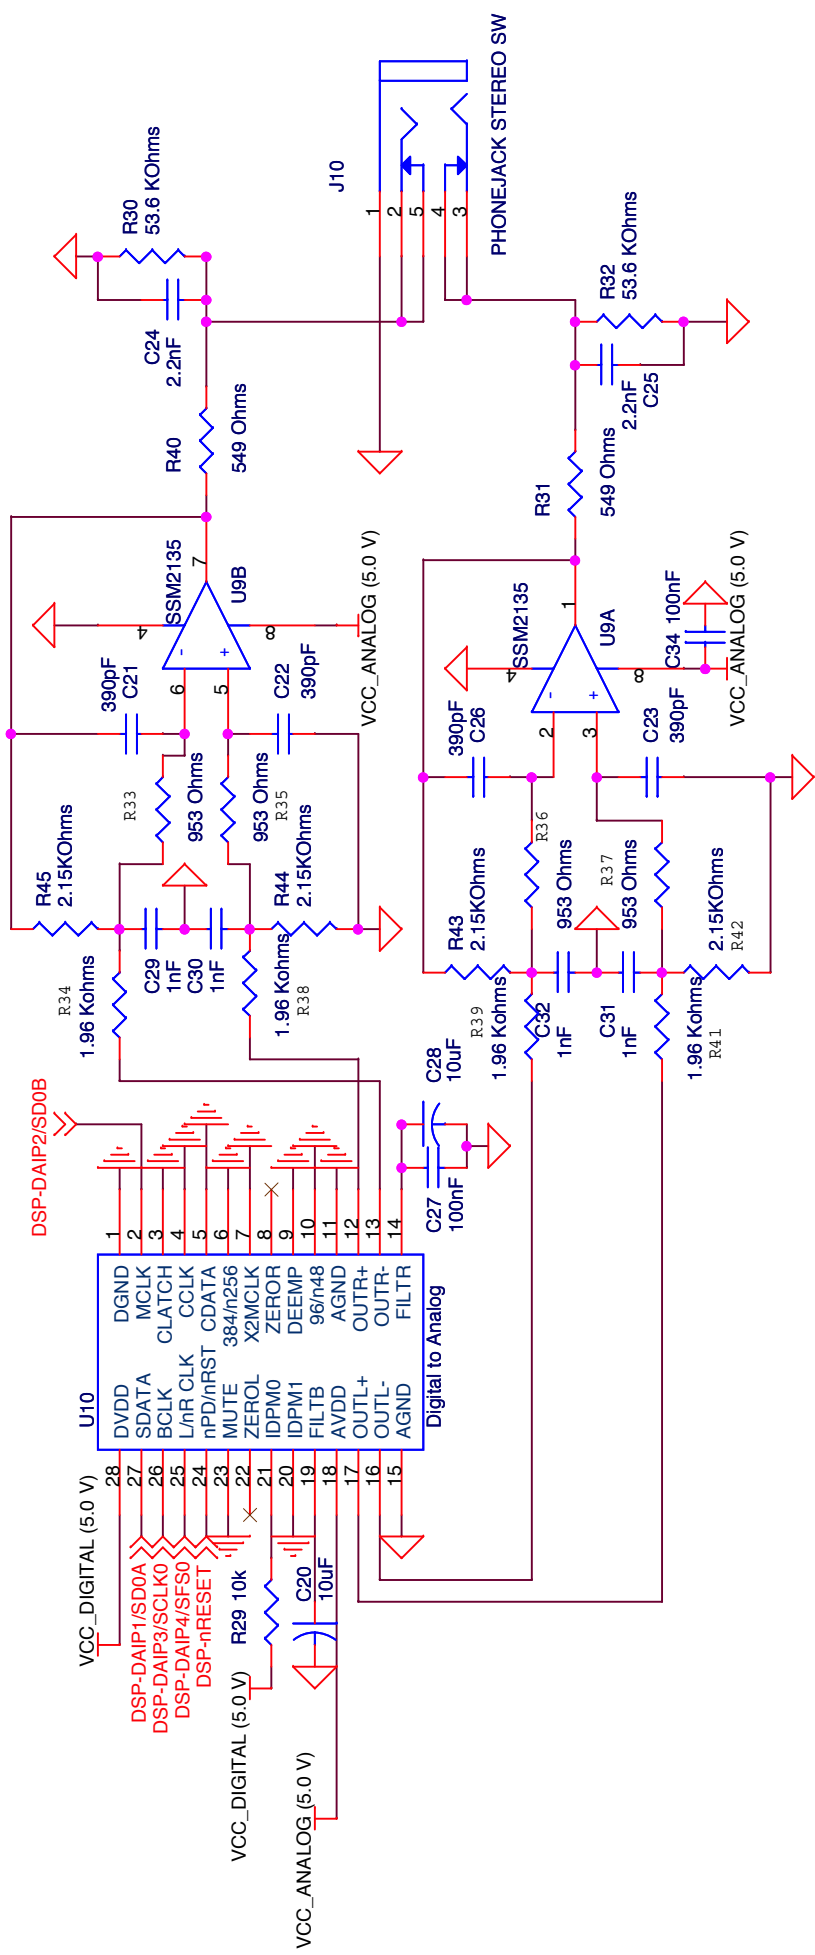 PHONEJACK STEREO SW
J10
1
2
5
4
3
R30
53.6 KOhms
C24
2.2nF
R40
549 Ohms
SSM2135
U9B
7
4
8
6
5
-
+
VCC_ANALOG (5.0 V)
390pF
C21
C22
390pF
R33
953 Ohms
953 Ohms
R35
R45
2.15KOhms
R44
2.15KOhms
C29
1nF
C30
1nF
R34
1.96 Kohms
1.96 Kohms
R38
R32
53.6 KOhms
2.2nF
C25
R31
549 Ohms
SSM2135
U9A
1
4
8
2
3
-
+
C34 100nF
VCC_ANALOG (5.0 V)
390pF
C26
C23
390pF
R36
953 Ohms
R37
953 Ohms
R43
2.15KOhms
2.15KOhms
R42
R39
1.96 Kohms
C32
1nF
C31
1nF
1.96 Kohms
R41
C28
10uF
C27
100nF
DSP-DAIP2/SD0B
1
2
3
4
5
6
7
8
9
10
11
12
13
14
DGND
MCLK
CLATCH
CCLK
CDATA
384/n256
X2MCLK
ZEROR
DEEMP
96/n48
AGND
OUTR+
OUTR-
FILTR
U10
Digital to Analog
DVDD
SDATA
BCLK
L/nR CLK
nPD/nRST
MUTE
ZEROL
IDPM0
IDPM1
FILTB
AVDD
OUTL+
OUTL-
AGND
28
27
26
25
24
23
22
21
20
19
18
17
16
15
VCC_DIGITAL (5.0 V)
DSP-DAIP1/SD0A
DSP-DAIP3/SCLK0
DSP-DAIP4/SFS0
DSP-nRESET
R29 10k
C20
10uF
VCC_DIGITAL (5.0 V)
VCC_ANALOG (5.0 V)